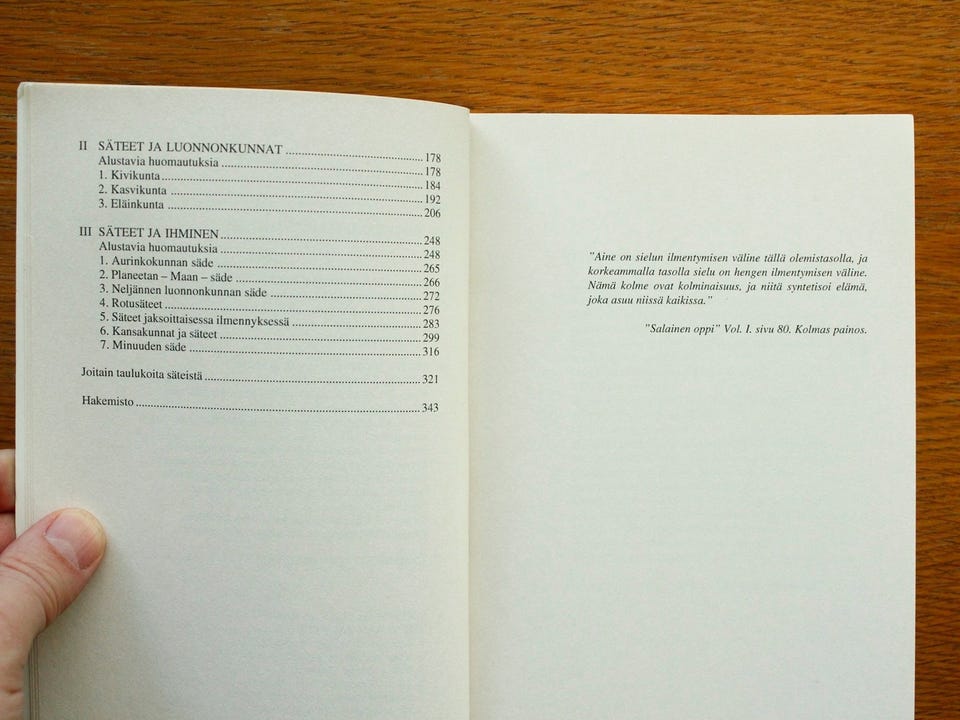 II SÄTEET JA LUONNONKUNNAT ........ 178
Alustavia huomautuksia ........ 178
1. Kivikunta ........ 184
2. Kasvikunta ........ 192
3. Eläinkunta ........ 206
III SÄTEET JA IHMINEN ........ 248
Alustavia huomautuksia ........ 248
1. Aurinkokunnan säde ........ 265
2. Planeetan – Maan – säde ........ 266
3. Neljännen luonnonkunnan säde ........ 272
4. Rotusäteet ........ 276
5. Säteet jaksoittaisessa ilmennyksessä ........ 283
6. Kansakunnat ja säteet ........ 299
7. Minuuden säde ........ 316
Joitain taulukoita säteistä ........ 321
Hakemisto ........ 343
"Aine on sielun ilmentymisen väline tällä olemistasolla, ja
korkeammalla tasolla sielu on hengen ilmentymisen väline.
Nämä kolme ovat kolminaisuus, ja niitä syntetisoi elämä,
joka asuu niissä kaikissa."
"Salainen oppi" Vol. I. sivu 80. Kolmas painos.